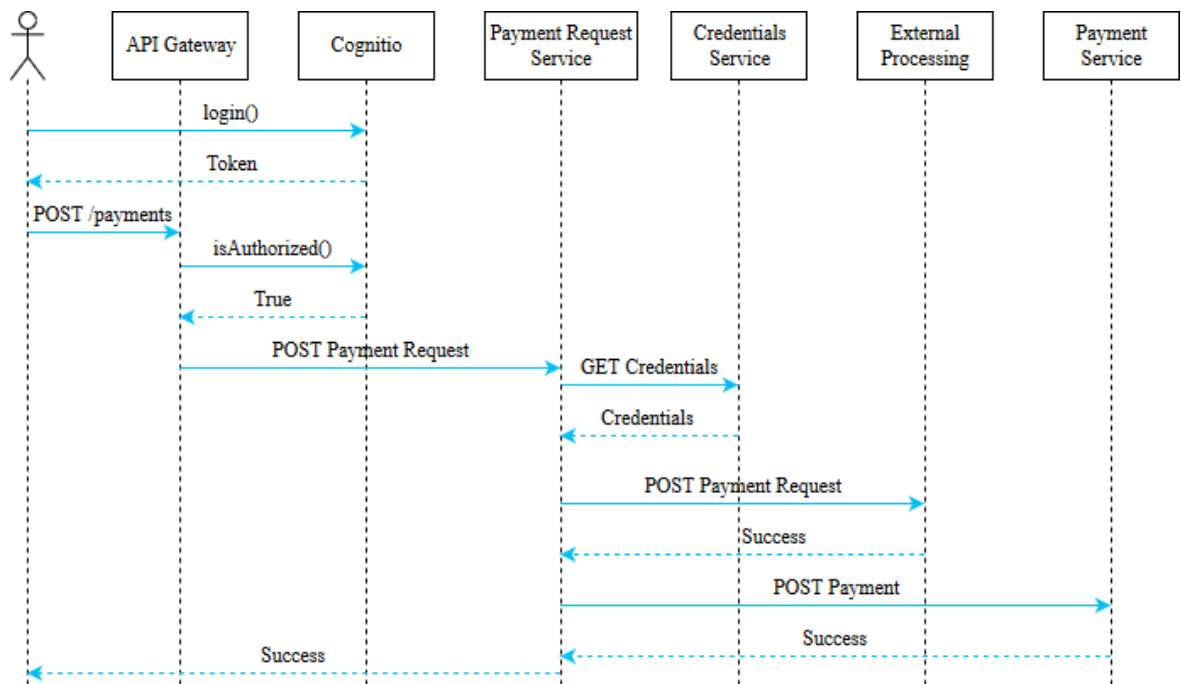 API Gateway
Cognitio
Payment Request
Service
Credentials
Service
External
Processing
Payment
Service
login()
Token
POST /payments
isAuthorized()
True
POST Payment Request
GET Credentials
Credentials
POST Payment Request
Success
POST Payment
Success
Success